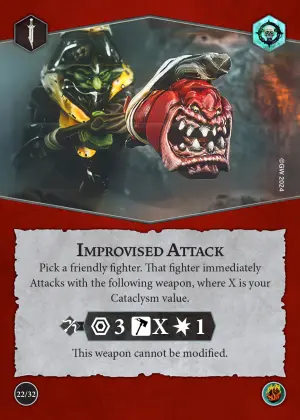 ©GW 2024
IMPROVISED ATTACK
Pick a friendly fighter. That fighter immediately
Attacks with the following weapon, where X is your
Cataclysm value.
3 X 1
This weapon cannot be modified.
22/32